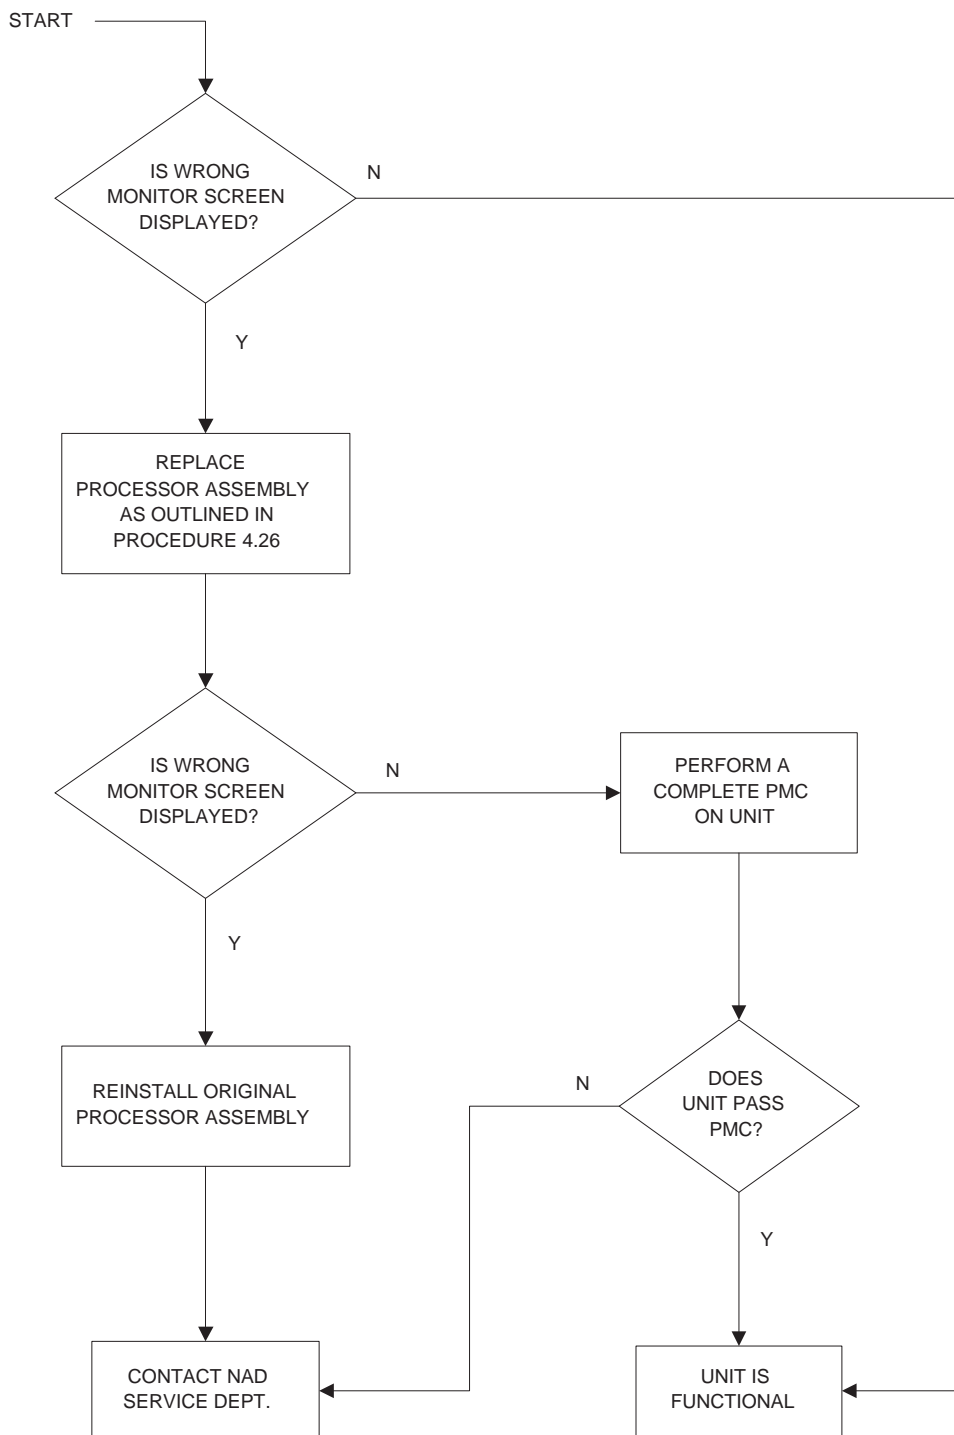 START
IS WRONG
MONITOR SCREEN
DISPLAYED?
N
Y
REPLACE
PROCESSOR ASSEMBLY
AS OUTLINED IN
PROCEDURE 4.26
IS WRONG
MONITOR SCREEN
DISPLAYED?
N
PERFORM A
COMPLETE PMC
ON UNIT
Y
REINSTALL ORIGINAL
PROCESSOR ASSEMBLY
N
DOES
UNIT PASS
PMC?
Y
CONTACT NAD
SERVICE DEPT.
UNIT IS
FUNCTIONAL